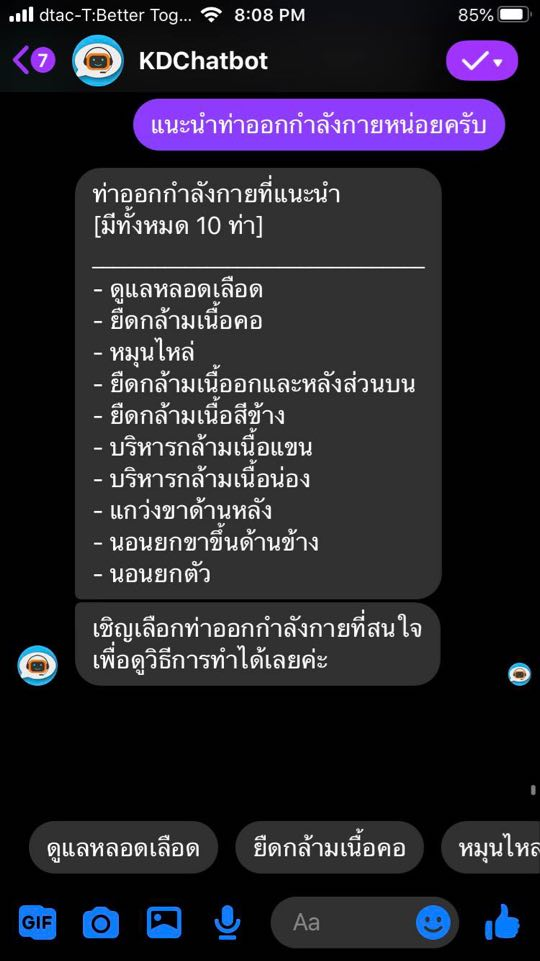 dtac-T:Better Tog... 8:08 PM 85%
7 KDChatbot
แนะนำท่าออกกำลังกายหน่อยครับ
ท่าออกกำลังกายที่แนะนำ
[มีทั้งหมด 10 ท่า]
- ดูแลหลอดเลือด
- ยืดกล้ามเนื้อคอ
- หมุนไหล่
- ยืดกล้ามเนื้ออกและหลังส่วนบน
- ยืดกล้ามเนื้อสีข้าง
- บริหารกล้ามเนื้อแขน
- บริหารกล้ามเนื้อน่อง
- แกว่งขาด้านหลัง
- นอนยกขาขึ้นด้านข้าง
- นอนยกตัว
เชิญเลือกท่าออกกำลังกายที่สนใจ
เพื่อดูวิธีการทำได้เลยค่ะ
ดูแลหลอดเลือด ยืดกล้ามเนื้อคอ หมุนไหล
GIF Aa